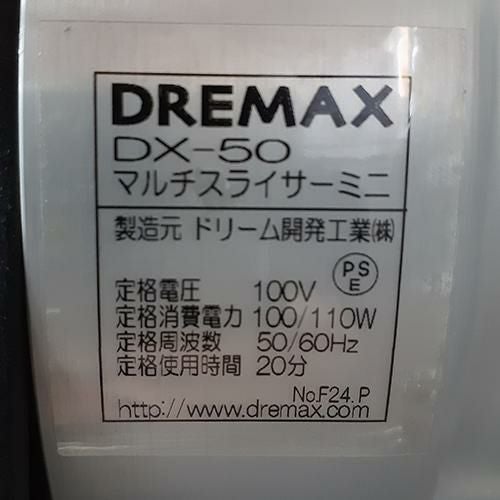 DREMAX
DX-50
マルチスライサーミニ
製造元 ドリーム開発工業㈱
PS
E
定格電圧 100V
定格消費電力 100/110W
定格周波数 50/60Hz
定格使用時間 20分
No.F24.P
http://www.dremax.com